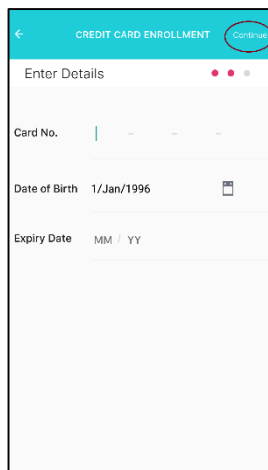 CREDIT CARD ENROLLMENT Continue
Enter Details
Card No. - - -
Date of Birth 1/Jan/1996
Expiry Date MM / YY